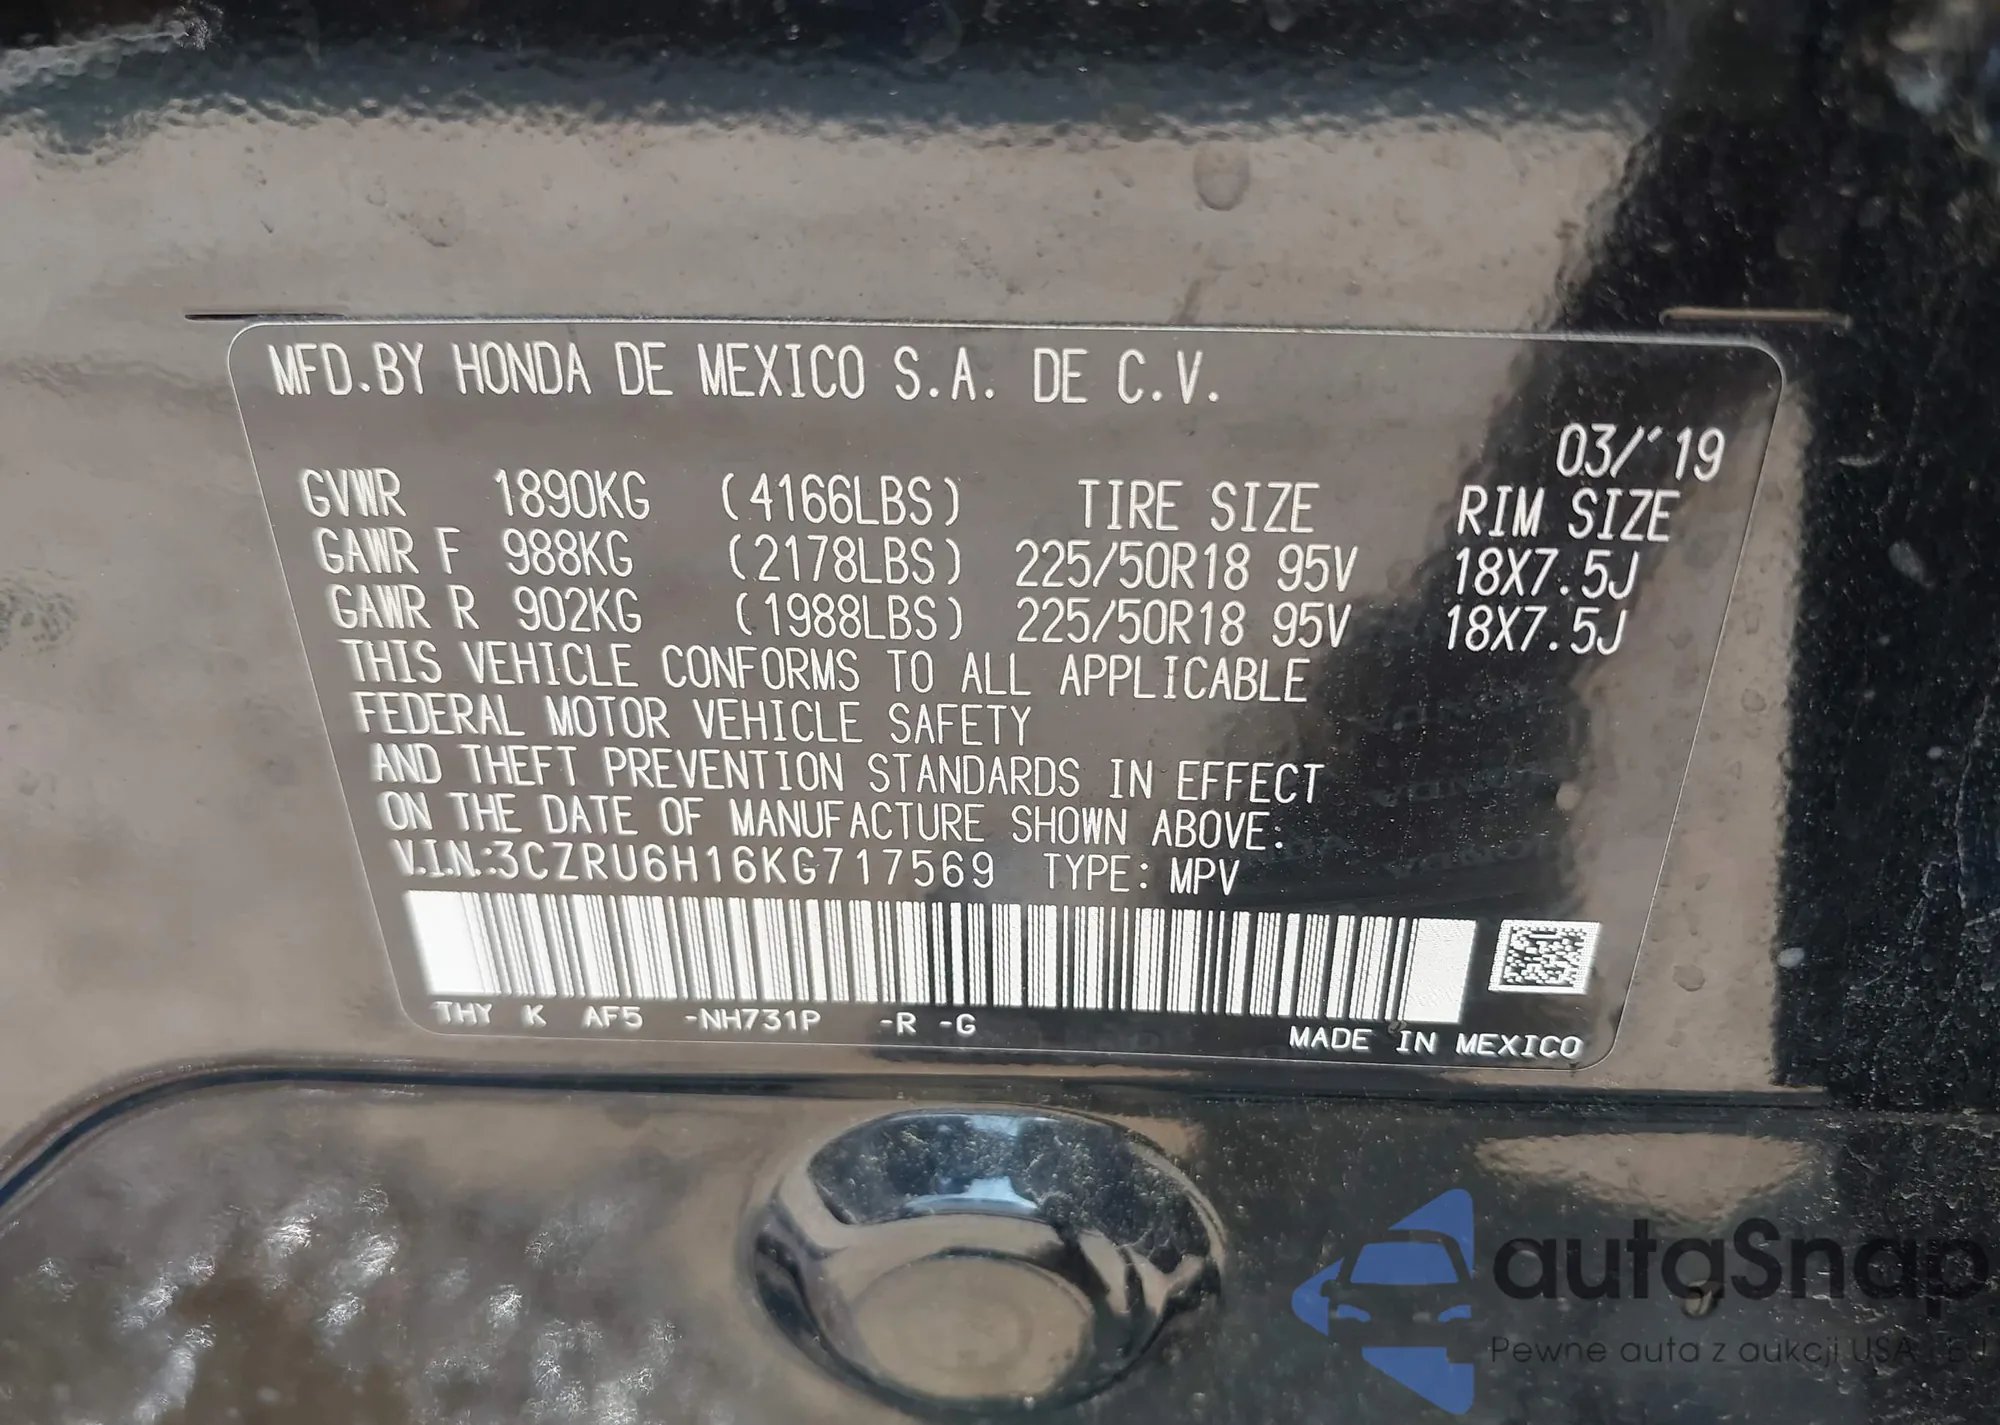 MFD.BY HONDA DE MEXICO S.A. DE C.V.
03/'19
GVWR 1890KG (4166LBS) TIRE SIZE RIM SIZE
GAWR F 988KG (2178LBS) 225/50R18 95V 18X7.5J
GAWR R 902KG (1988LBS) 225/50R18 95V 18X7.5J
THIS VEHICLE CONFORMS TO ALL APPLICABLE
FEDERAL MOTOR VEHICLE SAFETY
AND THEFT PREVENTION STANDARDS IN EFFECT
ON THE DATE OF MANUFACTURE SHOWN ABOVE.
V.I.N.:3CZRU6H16KG717569 TYPE: MPV
THY K AF5 -NH731P -R -G
MADE IN MEXICO
autaSnap
Pewne auta z aukcji USA i EU